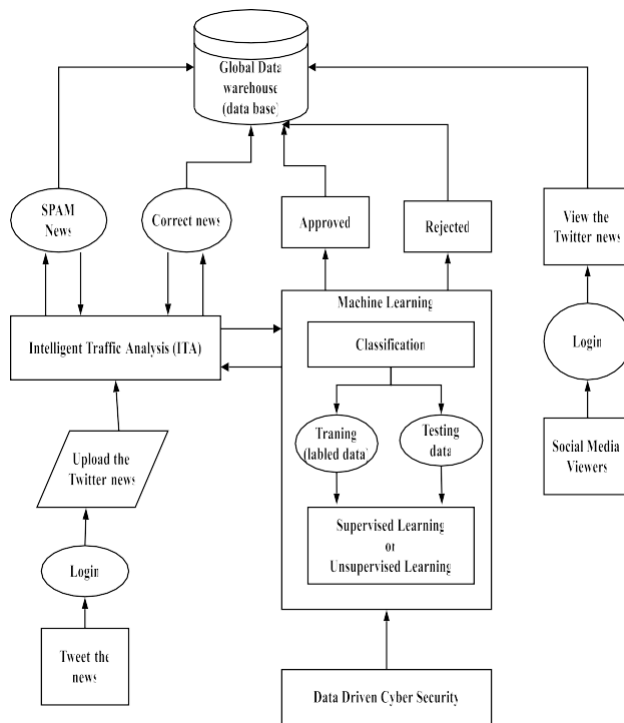 Global Data
warehouse
(data base)
SPAM
News
Correct news
Approved
Rejected
View the
Twitter news
Machine Learning
Intelligent Traffic Analysis (ITA)
Classification
Login
Traning
(labled data)
Testing
data
Upload the
Twitter news
Social Media
Viewers
Supervised Learning
or
Unsupervised Learning
Login
Tweet the
news
Data Driven Cyber Security